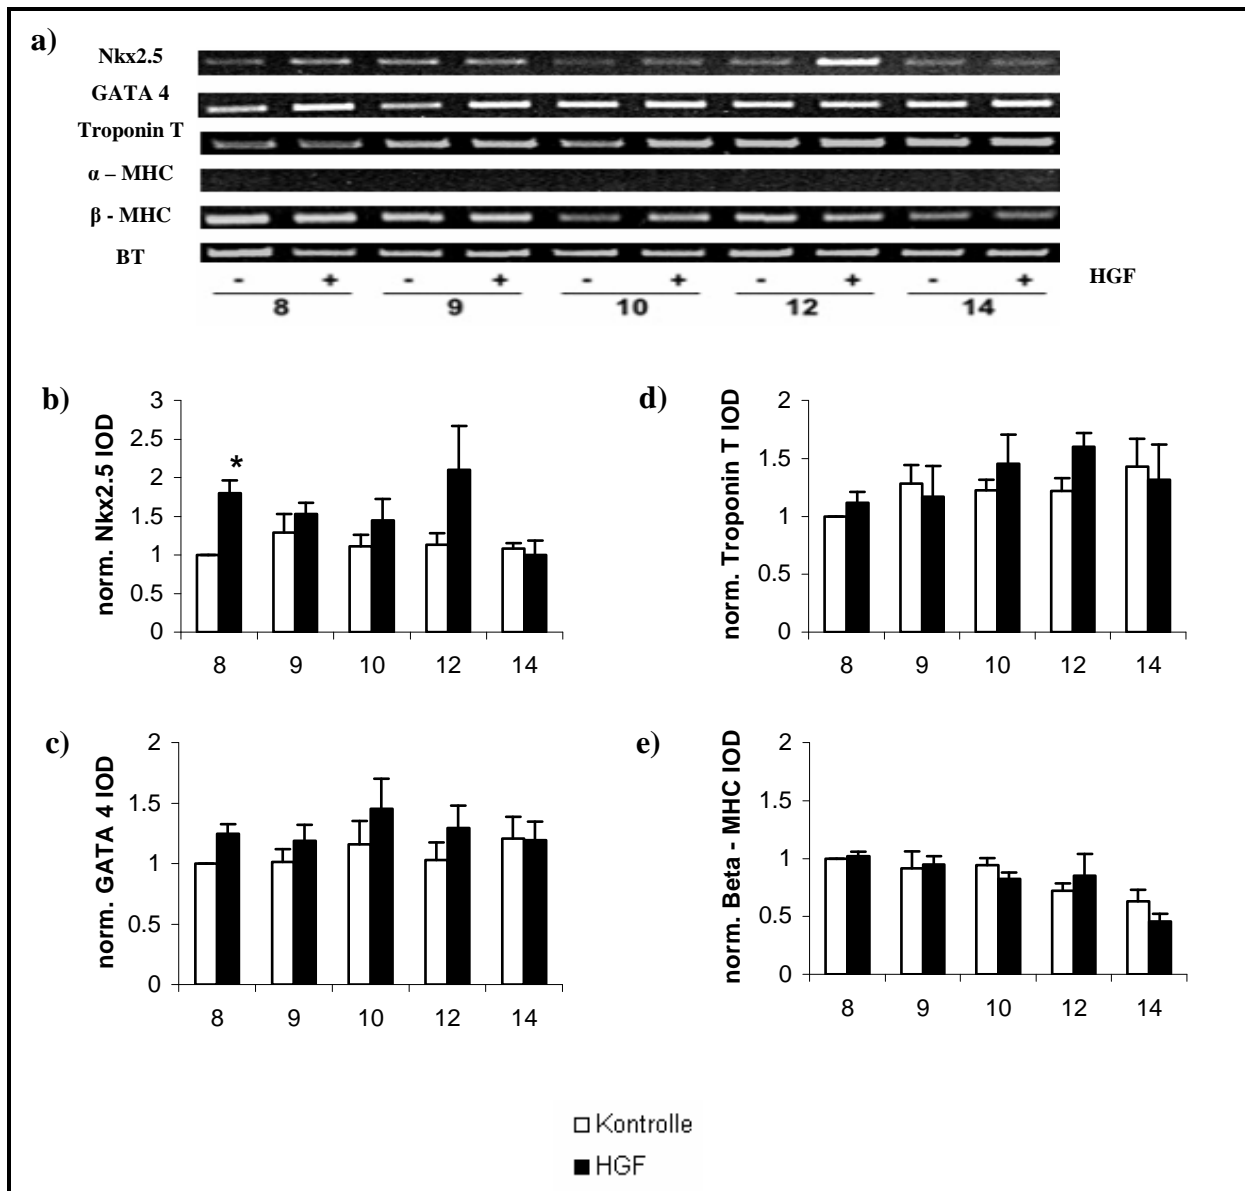 a)
Nkx2.5
GATA 4
Troponin T
α – MHC
β - MHC
BT
- + - + - + - + - +
HGF
8 9 10 12 14
b)
norm. Nkx2.5 IOD
3
2.5
2
1.5
1
0.5
0
*
8 9 10 12 14
d)
norm. Troponin T IOD
2
1.5
1
0.5
0
8 9 10 12 14
c)
norm. GATA 4 IOD
2
1.5
1
0.5
0
8 9 10 12 14
e)
norm. Beta - MHC IOD
2
1.5
1
0.5
0
8 9 10 12 14
Kontrolle
HGF